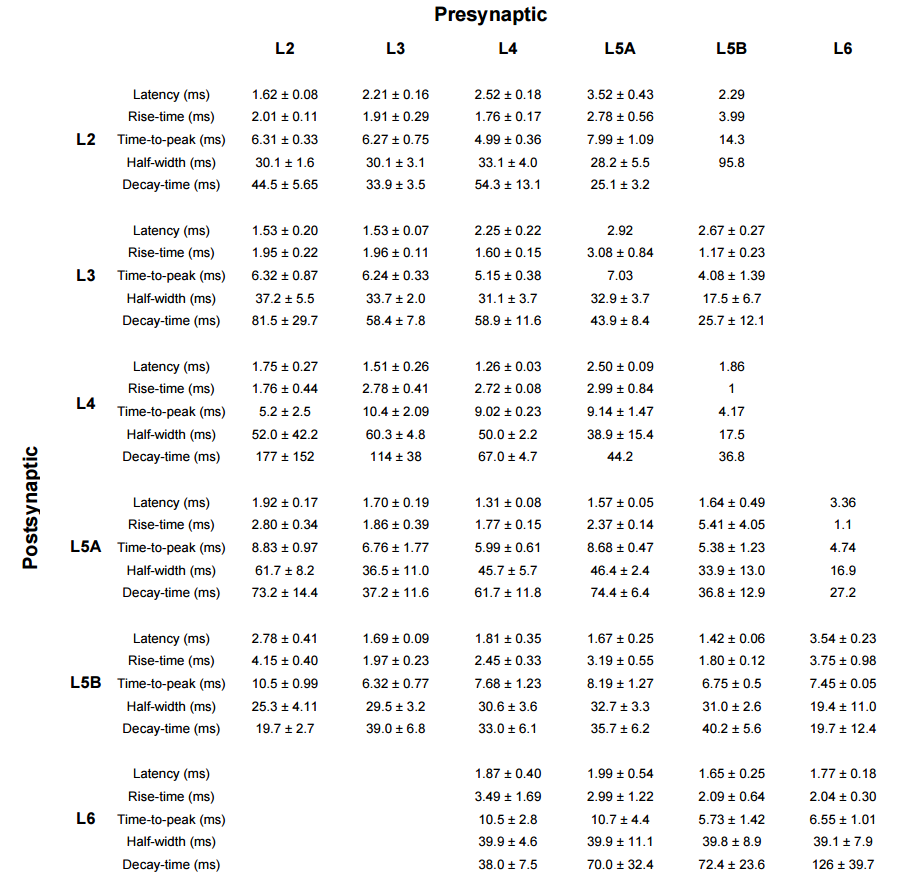 Presynaptic
L2 L3 L4 L5A L5B L6
Latency (ms) 1.62 ± 0.08 2.21 ± 0.16 2.52 ± 0.18 3.52 ± 0.43 2.29
Rise-time (ms) 2.01 ± 0.11 1.91 ± 0.29 1.76 ± 0.17 2.78 ± 0.56 3.99
L2 Time-to-peak (ms) 6.31 ± 0.33 6.27 ± 0.75 4.99 ± 0.36 7.99 ± 1.09 14.3
Half-width (ms) 30.1 ± 1.6 30.1 ± 3.1 33.1 ± 4.0 28.2 ± 5.5 95.8
Decay-time (ms) 44.5 ± 5.65 33.9 ± 3.5 54.3 ± 13.1 25.1 ± 3.2
Latency (ms) 1.53 ± 0.20 1.53 ± 0.07 2.25 ± 0.22 2.92 2.67 ± 0.27
Rise-time (ms) 1.95 ± 0.22 1.96 ± 0.11 1.60 ± 0.15 3.08 ± 0.84 1.17 ± 0.23
L3 Time-to-peak (ms) 6.32 ± 0.87 6.24 ± 0.33 5.15 ± 0.38 7.03 4.08 ± 1.39
Half-width (ms) 37.2 ± 5.5 33.7 ± 2.0 31.1 ± 3.7 32.9 ± 3.7 17.5 ± 6.7
Decay-time (ms) 81.5 ± 29.7 58.4 ± 7.8 58.9 ± 11.6 43.9 ± 8.4 25.7 ± 12.1
Latency (ms) 1.75 ± 0.27 1.51 ± 0.26 1.26 ± 0.03 2.50 ± 0.09 1.86
Rise-time (ms) 1.76 ± 0.44 2.78 ± 0.41 2.72 ± 0.08 2.99 ± 0.84 1
L4 Time-to-peak (ms) 5.2 ± 2.5 10.4 ± 2.09 9.02 ± 0.23 9.14 ± 1.47 4.17
Half-width (ms) 52.0 ± 42.2 60.3 ± 4.8 50.0 ± 2.2 38.9 ± 15.4 17.5
Decay-time (ms) 177 ± 152 114 ± 38 67.0 ± 4.7 44.2 36.8
Postsynaptic
Latency (ms) 1.92 ± 0.17 1.70 ± 0.19 1.31 ± 0.08 1.57 ± 0.05 1.64 ± 0.49 3.36
Rise-time (ms) 2.80 ± 0.34 1.86 ± 0.39 1.77 ± 0.15 2.37 ± 0.14 5.41 ± 4.05 1.1
L5A Time-to-peak (ms) 8.83 ± 0.97 6.76 ± 1.77 5.99 ± 0.61 8.68 ± 0.47 5.38 ± 1.23 4.74
Half-width (ms) 61.7 ± 8.2 36.5 ± 11.0 45.7 ± 5.7 46.4 ± 2.4 33.9 ± 13.0 16.9
Decay-time (ms) 73.2 ± 14.4 37.2 ± 11.6 61.7 ± 11.8 74.4 ± 6.4 36.8 ± 12.9 27.2
Latency (ms) 2.78 ± 0.41 1.69 ± 0.09 1.81 ± 0.35 1.67 ± 0.25 1.42 ± 0.06 3.54 ± 0.23
Rise-time (ms) 4.15 ± 0.40 1.97 ± 0.23 2.45 ± 0.33 3.19 ± 0.55 1.80 ± 0.12 3.75 ± 0.98
L5B Time-to-peak (ms) 10.5 ± 0.99 6.32 ± 0.77 7.68 ± 1.23 8.19 ± 1.27 6.75 ± 0.5 7.45 ± 0.05
Half-width (ms) 25.3 ± 4.11 29.5 ± 3.2 30.6 ± 3.6 32.7 ± 3.3 31.0 ± 2.6 19.4 ± 11.0
Decay-time (ms) 19.7 ± 2.7 39.0 ± 6.8 33.0 ± 6.1 35.7 ± 6.2 40.2 ± 5.6 19.7 ± 12.4
Latency (ms) 1.87 ± 0.40 1.99 ± 0.54 1.65 ± 0.25 1.77 ± 0.18
Rise-time (ms) 3.49 ± 1.69 2.99 ± 1.22 2.09 ± 0.64 2.04 ± 0.30
L6 Time-to-peak (ms) 10.5 ± 2.8 10.7 ± 4.4 5.73 ± 1.42 6.55 ± 1.01
Half-width (ms) 39.9 ± 4.6 39.9 ± 11.1 39.8 ± 8.9 39.1 ± 7.9
Decay-time (ms) 38.0 ± 7.5 70.0 ± 32.4 72.4 ± 23.6 126 ± 39.7